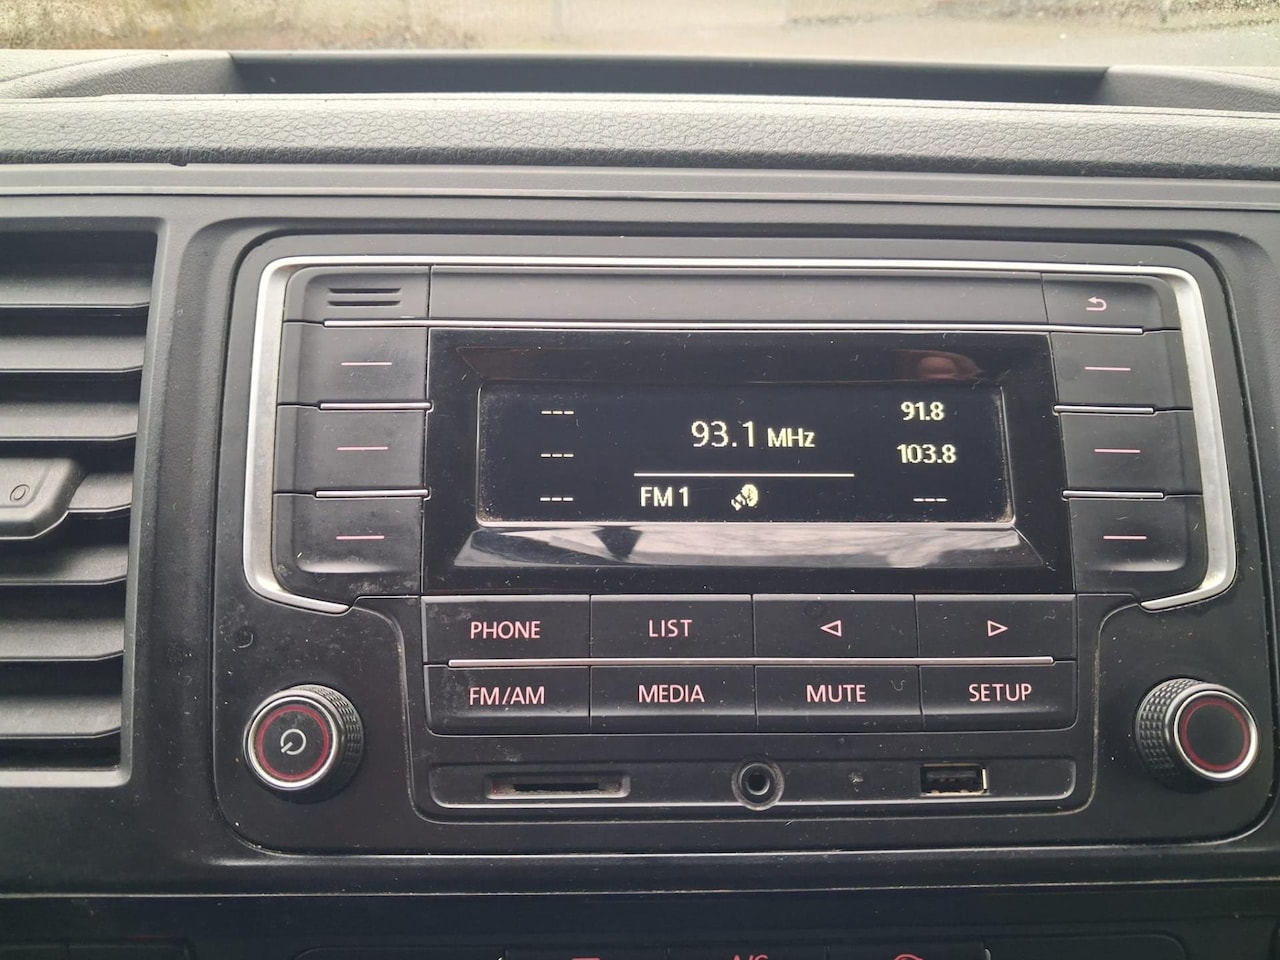 --- 91.8
93.1 MHz
--- 103.8
--- FM 1 ---
PHONE LIST
FM/AM MEDIA MUTE SETUP